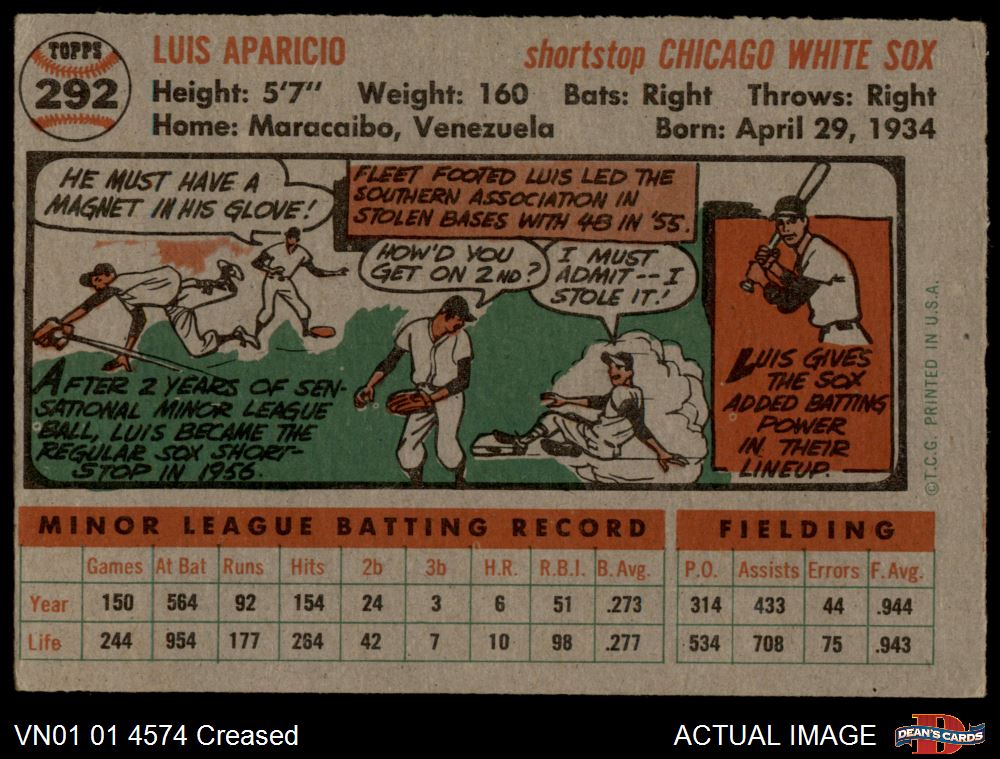 TOPPS
292
LUIS APARICIO
shortstop CHICAGO WHITE SOX
Height: 5'7" Weight: 160 Bats: Right Throws: Right
Home: Maracaibo, Venezuela Born: April 29, 1934
HE MUST HAVE A
MAGNET IN HIS GLOVE!
FLEET FOOTED LUIS LED THE
SOUTHERN ASSOCIATION IN
STOLEN BASES WITH 48 IN '55.
HOW'D YOU
GET ON 2ND?
I MUST
ADMIT -- I
STOLE IT!
AFTER 2 YEARS OF SEN-
SATIONAL MINOR LEAGUE
BALL, LUIS BECAME THE
REGULAR SOX SHORT-
STOP IN 1956.
LUIS GIVES
THE SOX
ADDED BATTING
POWER
IN THEIR
LINEUP.
©T.C.G. PRINTED IN U.S.A.
MINOR LEAGUE BATTING RECORD FIELDING
Games At Bat Runs Hits 2b 3b H.R. R.B.I. B. Avg. P.O. Assists Errors F. Avg.
Year 150 564 92 154 24 3 6 51 .273 314 433 44 .944
Life 244 954 177 264 42 7 10 98 .277 534 708 75 .943
VN01 01 4574 Creased
ACTUAL IMAGE
D
DEAN'S CARDS